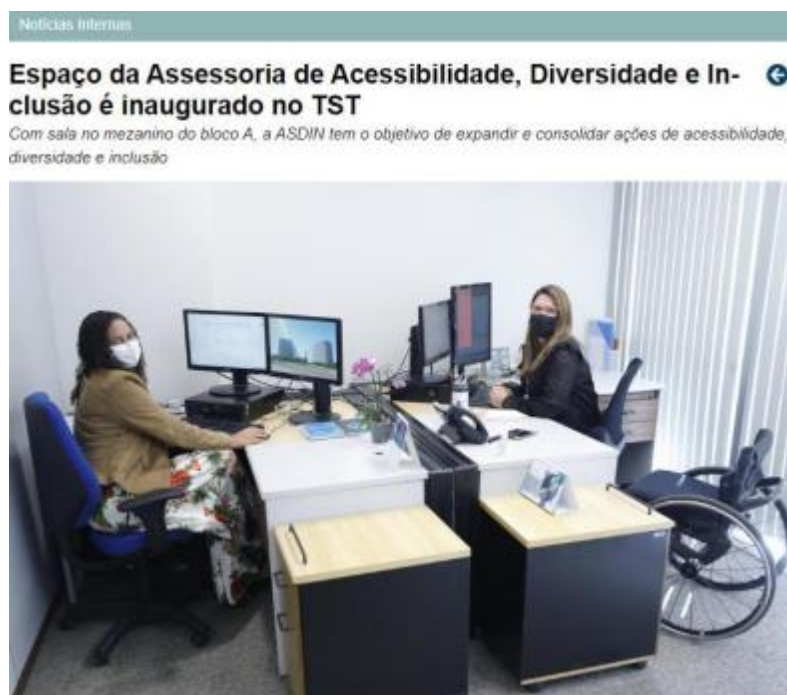 Notícias Internas
Espaço da Assessoria de Acessibilidade, Diversidade e In-
clusão é inaugurado no TST
Com sala no mezanino do bloco A, a ASDIN tem o objetivo de expandir e consolidar ações de acessibilidade,
diversidade e inclusão